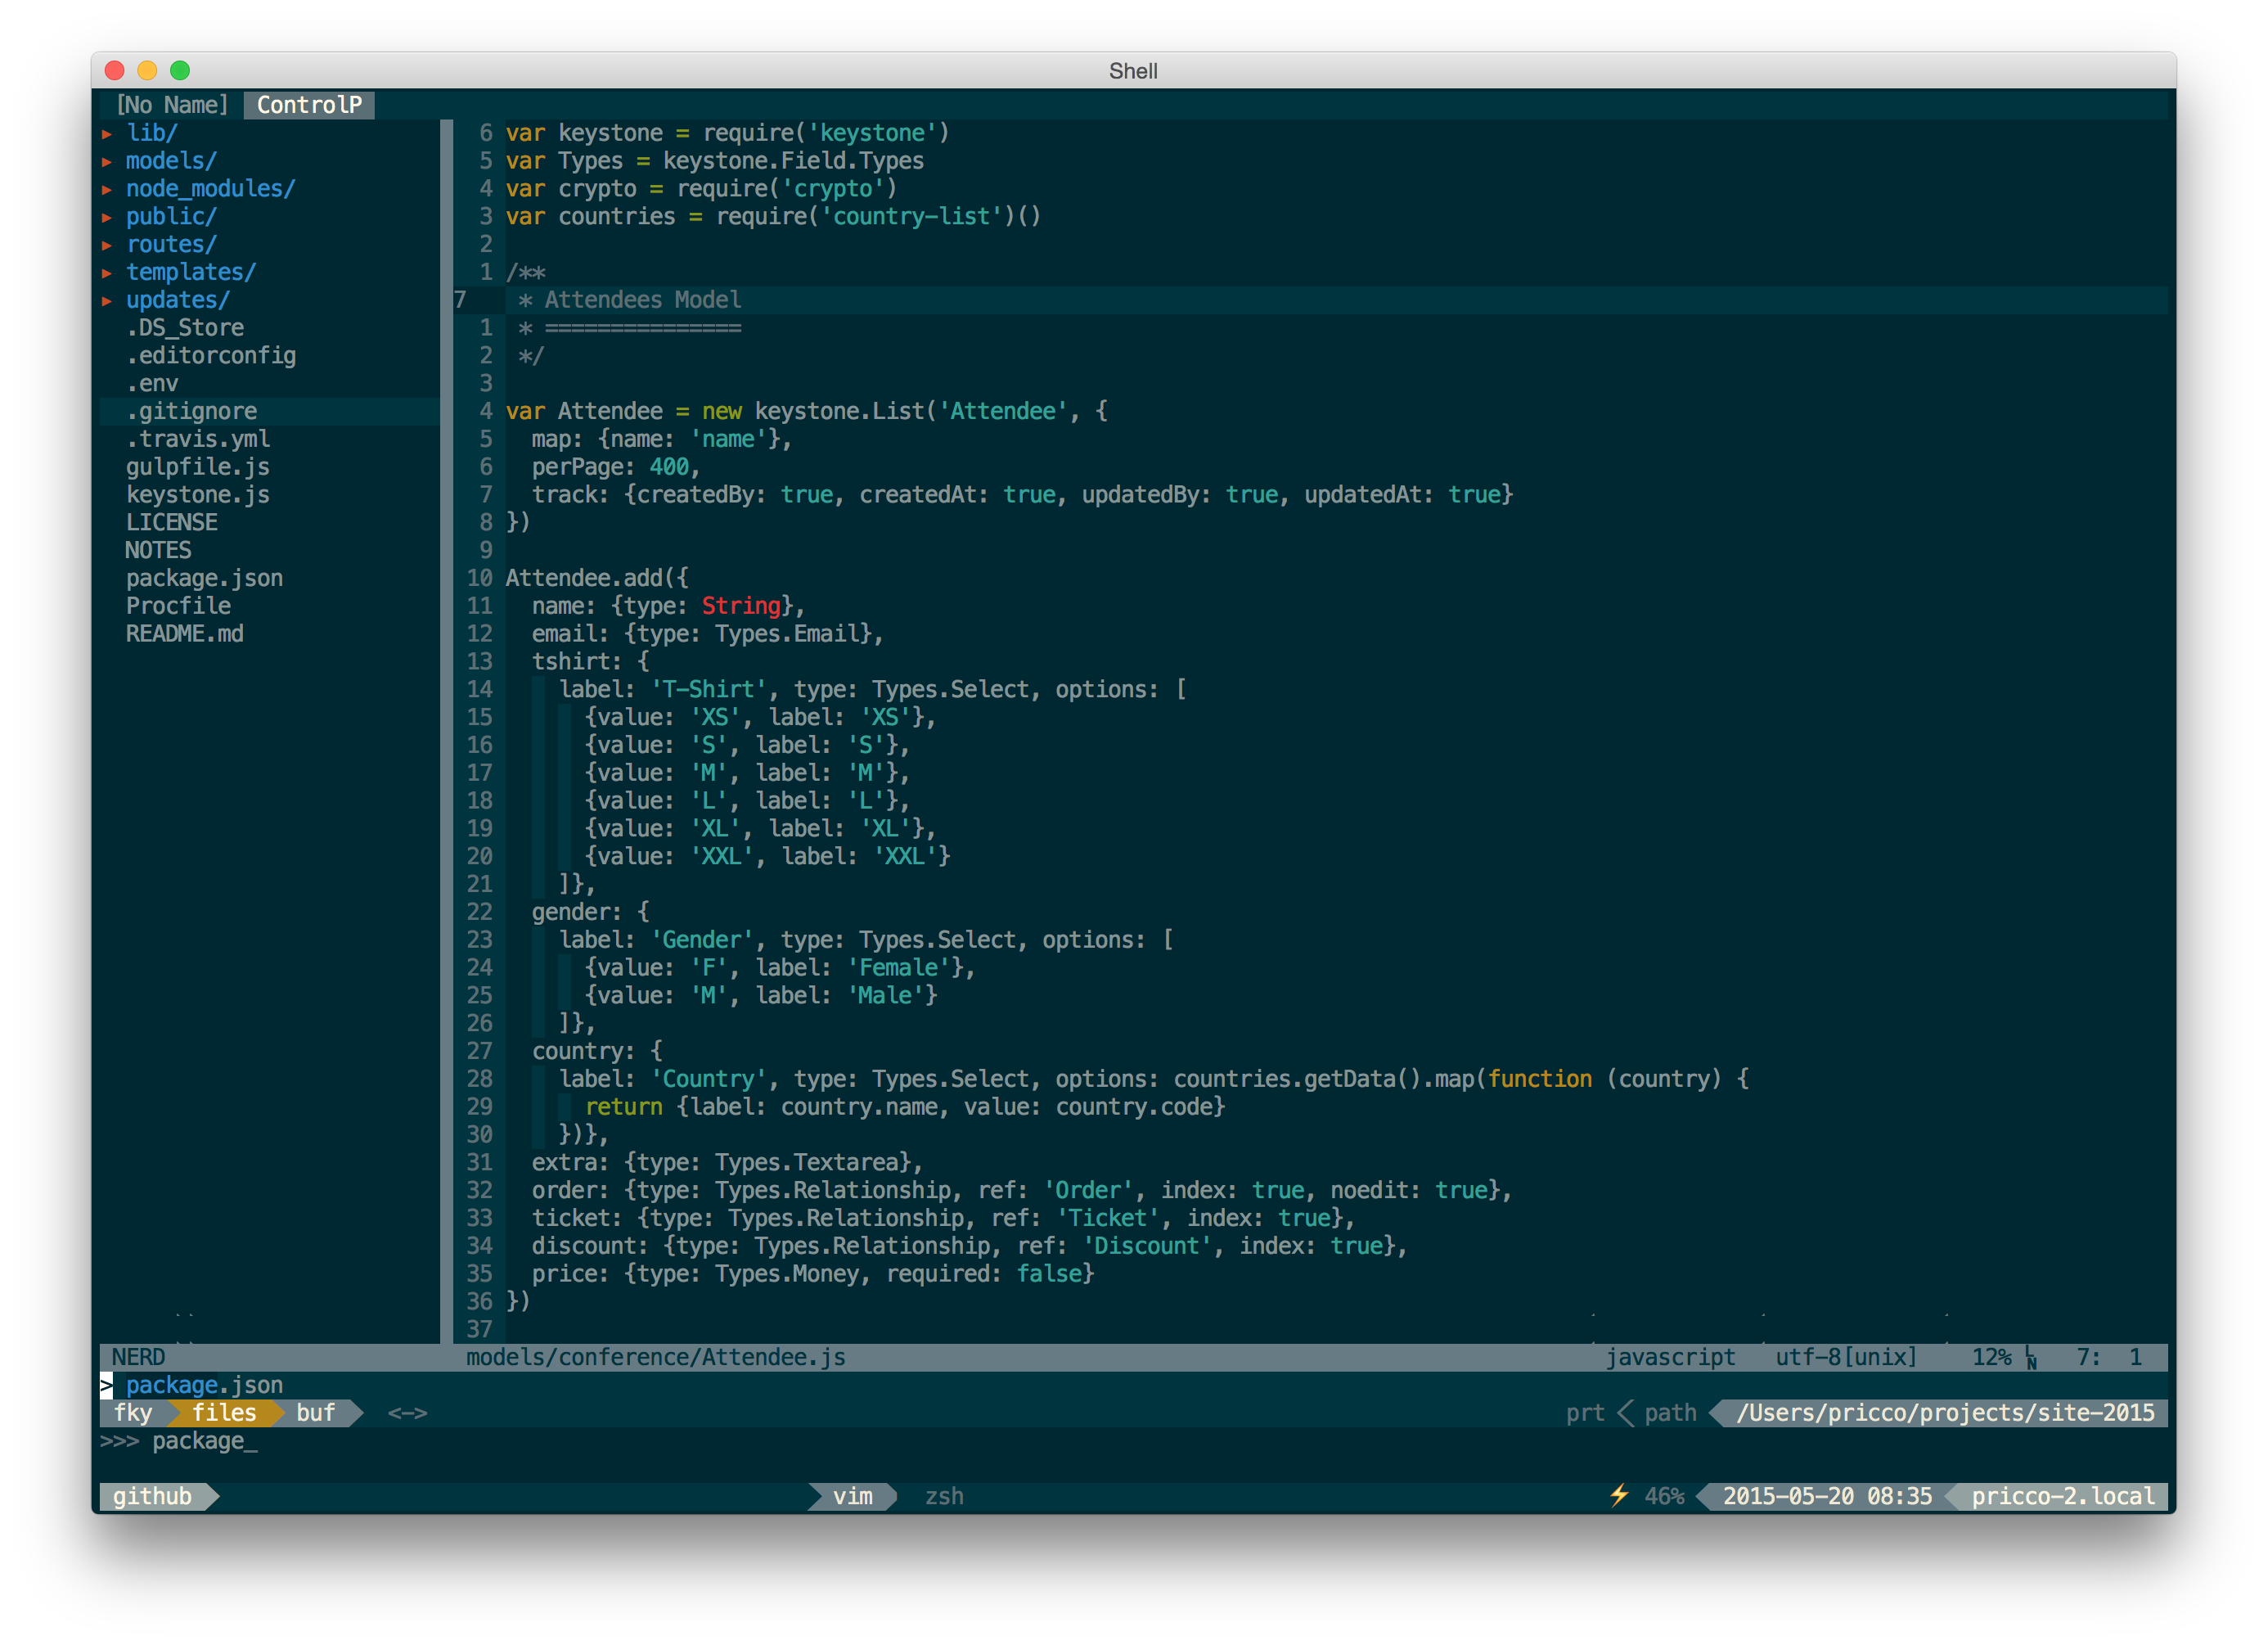 Shell
[No Name] ControlP
▸ lib/
▸ models/
▸ node_modules/
▸ public/
▸ routes/
▸ templates/
▸ updates/
.DS_Store
.editorconfig
.env
.gitignore
.travis.yml
gulpfile.js
keystone.js
LICENSE
NOTES
package.json
Procfile
README.md
6 var keystone = require('keystone')
5 var Types = keystone.Field.Types
4 var crypto = require('crypto')
3 var countries = require('country-list')()
2
1 /**
7 * Attendees Model
1 * ===============
2 */
3
4 var Attendee = new keystone.List('Attendee', {
5 map: {name: 'name'},
6 perPage: 400,
7 track: {createdBy: true, createdAt: true, updatedBy: true, updatedAt: true}
8 })
9
10 Attendee.add({
11 name: {type: String},
12 email: {type: Types.Email},
13 tshirt: {
14 label: 'T-Shirt', type: Types.Select, options: [
15 {value: 'XS', label: 'XS'},
16 {value: 'S', label: 'S'},
17 {value: 'M', label: 'M'},
18 {value: 'L', label: 'L'},
19 {value: 'XL', label: 'XL'},
20 {value: 'XXL', label: 'XXL'}
21 ]},
22 gender: {
23 label: 'Gender', type: Types.Select, options: [
24 {value: 'F', label: 'Female'},
25 {value: 'M', label: 'Male'}
26 ]},
27 country: {
28 label: 'Country', type: Types.Select, options: countries.getData().map(function (country) {
29 return {label: country.name, value: country.code}
30 })},
31 extra: {type: Types.Textarea},
32 order: {type: Types.Relationship, ref: 'Order', index: true, noedit: true},
33 ticket: {type: Types.Relationship, ref: 'Ticket', index: true},
34 discount: {type: Types.Relationship, ref: 'Discount', index: true},
35 price: {type: Types.Money, required: false}
36 })
37
NERD models/conference/Attendee.js javascript utf-8[unix] 12% LN 7: 1
> package.json
fky files buf <-> prt path /Users/pricco/projects/site-2015
>>> package_
github vim zsh ⚡ 46% 2015-05-20 08:35 pricco-2.local